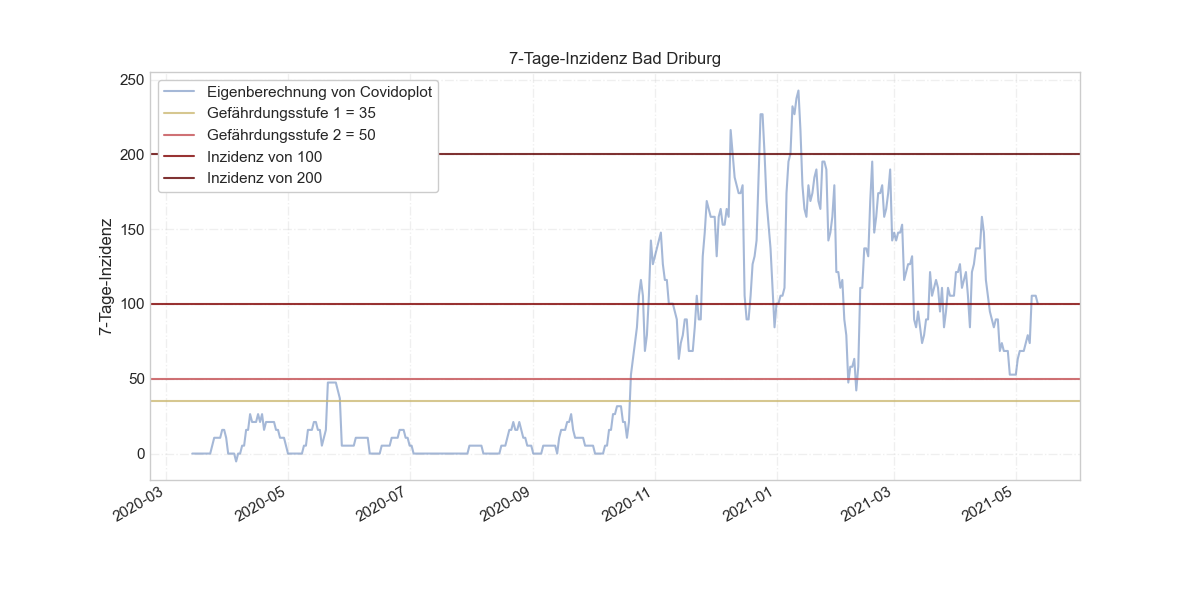 7-Tage-Inzidenz Bad Driburg
250
200
150
100
50
0
7-Tage-Inzidenz
Eigenberechnung von Covidoplot
Gefährdungsstufe 1 = 35
Gefährdungsstufe 2 = 50
Inzidenz von 100
Inzidenz von 200
2020-03
2020-05
2020-07
2020-09
2020-11
2021-01
2021-03
2021-05